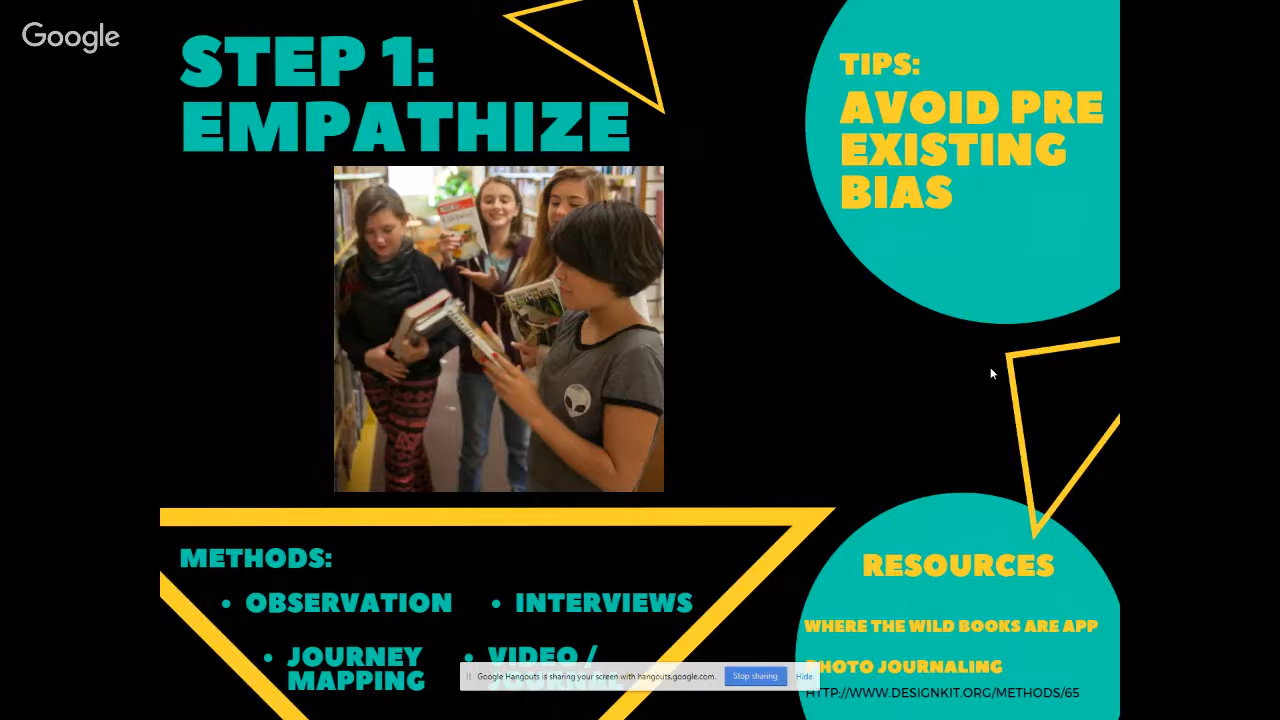 Google
STEP 1:
EMPATHIZE
TIPS:
AVOID PRE
EXISTING
BIAS
METHODS:
• OBSERVATION
• INTERVIEWS
• JOURNEY
MAPPING
• VIDEO /
Google Hangouts is sharing your screen with hangouts.google.com.
Stop sharing
Hide
RESOURCES
WHERE THE WILD BOOKS ARE APP
PHOTO JOURNALING
HTTP://WWW.DESIGNKIT.ORG/METHODS/65